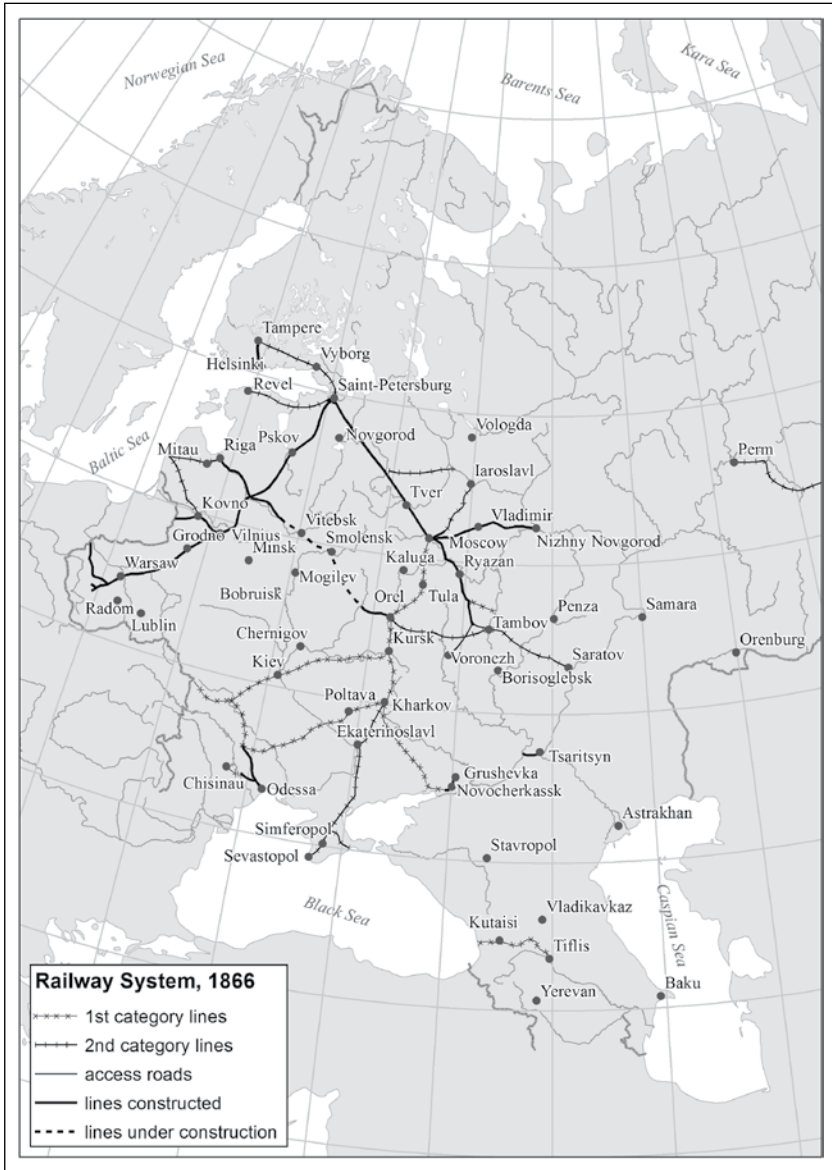 Norwegian Sea
Barents Sea
Kara Sea
Tampere
Vyborg
Helsinki
Revel
Saint-Petersburg
Baltic Sea
Mitau
Riga
Pskov
Novgorod
Vologda
Perm
Iaroslavl
Tver
Kovno
Vladimir
Vitebsk
Grodno
Vilnius
Smolensk
Moscow
Nizhny Novgorod
Minsk
Warsaw
Kaluga
Ryazan
Mogilev
Bobruisk
Orel
Tula
Penza
Samara
Radom
Lublin
Tambov
Chernigov
Kursk
Orenburg
Kiev
Voronezh
Saratov
Borisoglebsk
Poltava
Kharkov
Ekaterinoslavl
Tsaritsyn
Chisinau
Odessa
Grushevka
Novocherkassk
Astrakhan
Simferopol
Sevastopol
Stavropol
Black Sea
Caspian Sea
Vladikavkaz
Kutaisi
Tiflis
Yerevan
Baku
Railway System, 1866
1st category lines
2nd category lines
access roads
lines constructed
lines under construction